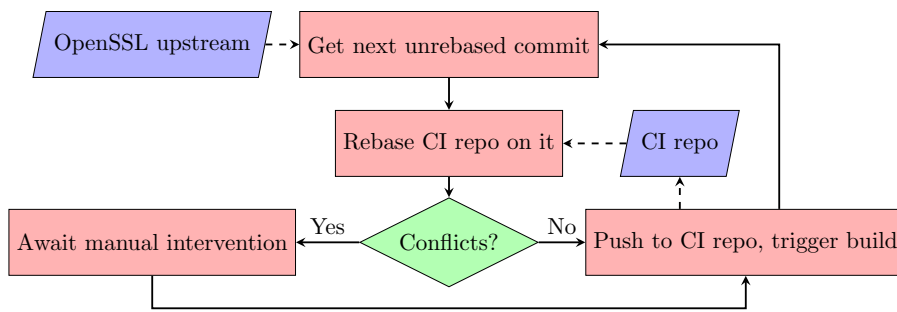 OpenSSL upstream
Get next unrebased commit
Rebase CI repo on it
CI repo
Await manual intervention
Yes
Conflicts?
No
Push to CI repo, trigger build